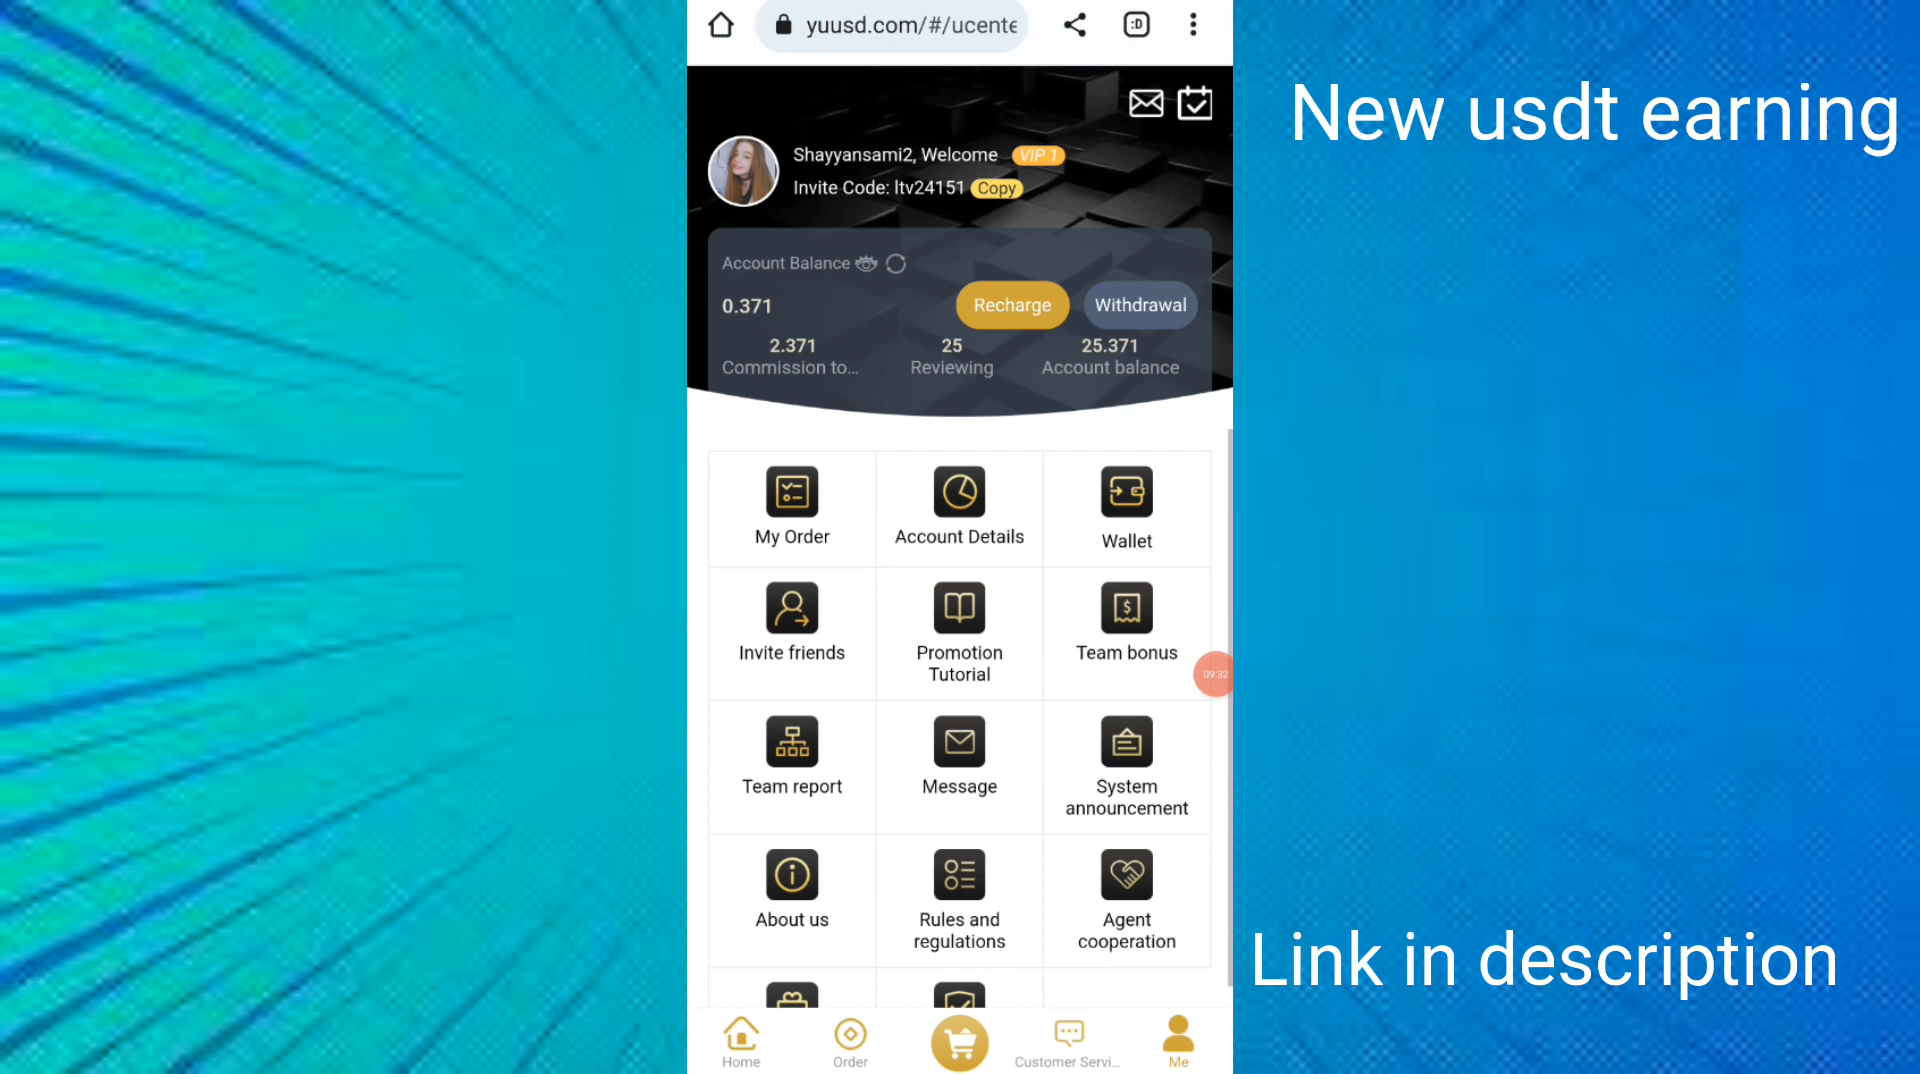 :D
yuusd.com/#/ucente
New usdt earning
Shayyansami2, Welcome VIP 1
Invite Code: ltv24151 Copy
Account Balance
0.371 Recharge Withdrawal
2.371 25 25.371
Commission to... Reviewing Account balance
My Order Account Details Wallet
Invite friends Promotion Tutorial Team bonus
09:32
Team report Message System announcement
About us Rules and regulations Agent cooperation
Link in description
Home Order Customer Servi... Me